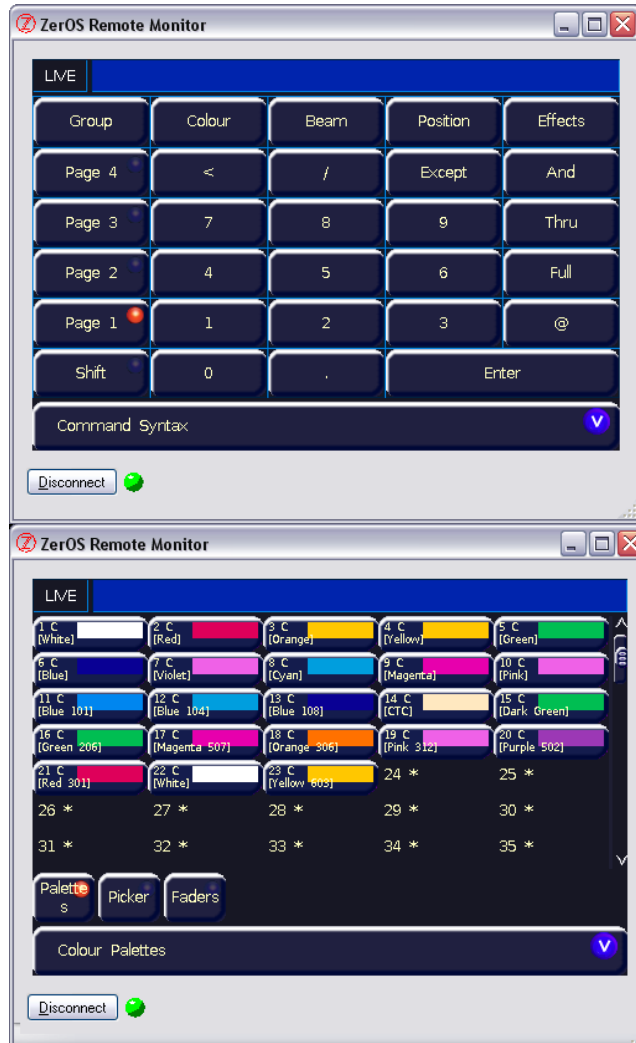 ZerOS Remote Monitor
LIVE
Group Colour Beam Position Effects
Page 4 < / Except And
Page 3 7 8 9 Thru
Page 2 4 5 6 Full
Page 1 1 2 3 @
Shift 0 . Enter
Command Syntax V
Disconnect
ZerOS Remote Monitor
LIVE
1 C 2 C 3 C 4 C 5 C
[White] [Red] [Orange] [Yellow] [Green]
6 C 7 C 8 C 9 C 10 C
[Blue] [Violet] [Cyan] [Magenta] [Pink]
11 C 12 C 13 C 14 C 15 C
[Blue 101] [Blue 104] [Blue 108] [CTC] [Dark Green]
16 C 17 C 18 C 19 C 20 C
[Green 206] [Magenta 507] [Orange 306] [Pink 312] [Purple 502]
21 C 22 C 23 C 24 * 25 *
[Red 301] [White] [Yellow 603]
26 * 27 * 28 * 29 * 30 *
31 * 32 * 33 * 34 * 35 *
Palette
s Picker Faders
Colour Palettes V
Disconnect